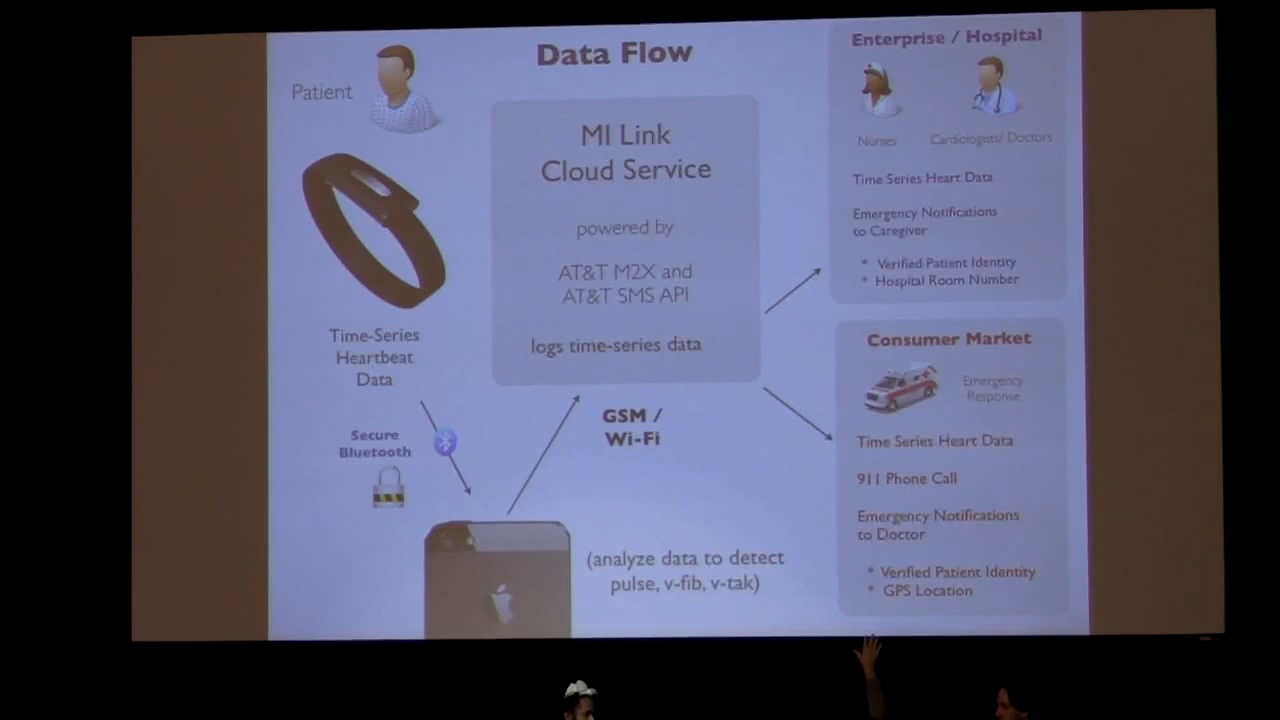 Data Flow
Patient
Time-Series
Heartbeat
Data
Secure
Bluetooth
MI Link
Cloud Service
powered by
AT&T M2X and
AT&T SMS API
logs time-series data
GSM /
Wi-Fi
(analyze data to detect
pulse, v-fib, v-tak)
Enterprise / Hospital
Nurses
Cardiologists/ Doctors
Time Series Heart Data
Emergency Notifications
to Caregiver
* Verified Patient Identity
* Hospital Room Number
Consumer Market
Emergency
Response
Time Series Heart Data
911 Phone Call
Emergency Notifications
to Doctor
* Verified Patient Identity
* GPS Location